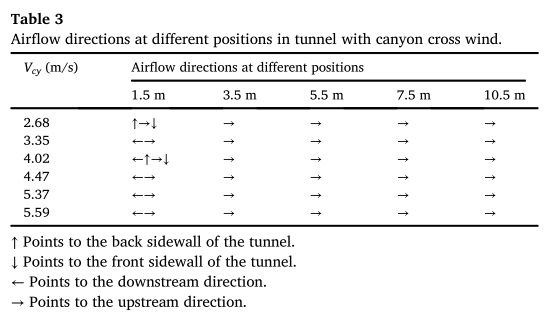 Table 3
Airflow directions at different positions in tunnel with canyon cross wind.
Vcy (m/s) Airflow directions at different positions
1.5 m 3.5 m 5.5 m 7.5 m 10.5 m
2.68 ↑→↓ → → → →
3.35 ←→ → → → →
4.02 ←↑→↓ → → → →
4.47 ←→ → → → →
5.37 ←→ → → → →
5.59 ←→ → → → →
↑ Points to the back sidewall of the tunnel.
↓ Points to the front sidewall of the tunnel.
← Points to the downstream direction.
→ Points to the upstream direction.